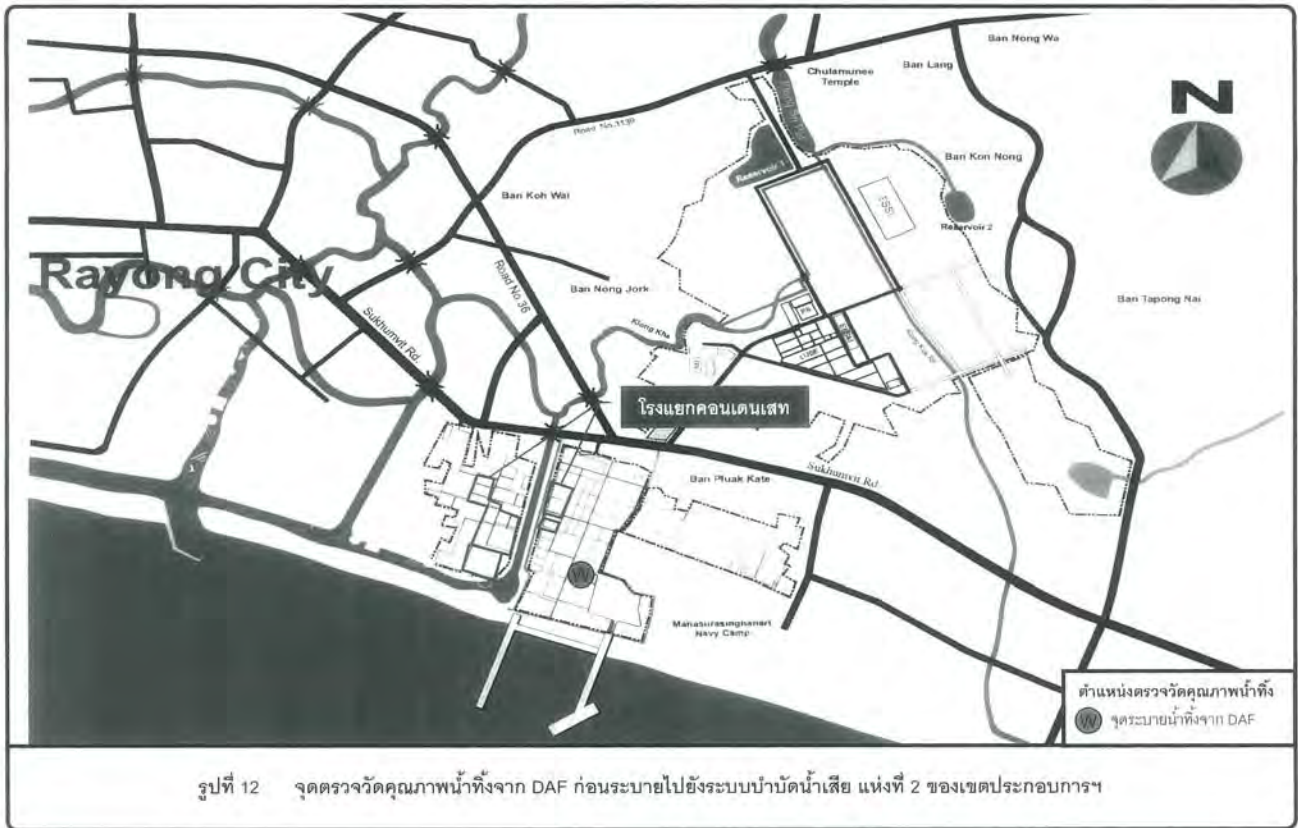 Ban Nong Wa
Ban Lang
Chulamunee
Temple
N
Road No.3139
Ban Kon Nong
Reservoir 1
Reservoir 2
Ban Koh Wai
Rayong City
Road No 36
Ban Nong Jork
Ban Tapong Nai
Sukhumvit Rd.
Klong Kha
โรงแยกคอนเดนเสท
Sukhumvit Rd
Ban Pluak Kate
W
Mahasurasinghanart
Navy Camp
ตำแหน่งตรวจวัดคุณภาพน้ำทิ้ง
W จุดระบายน้ำทิ้งจาก DAF
รูปที่ 12 จุดตรวจวัดคุณภาพน้ำทิ้งจาก DAF ก่อนระบายไปยังระบบบำบัดน้ำเสีย แห่งที่ 2 ของเขตประกอบการฯ